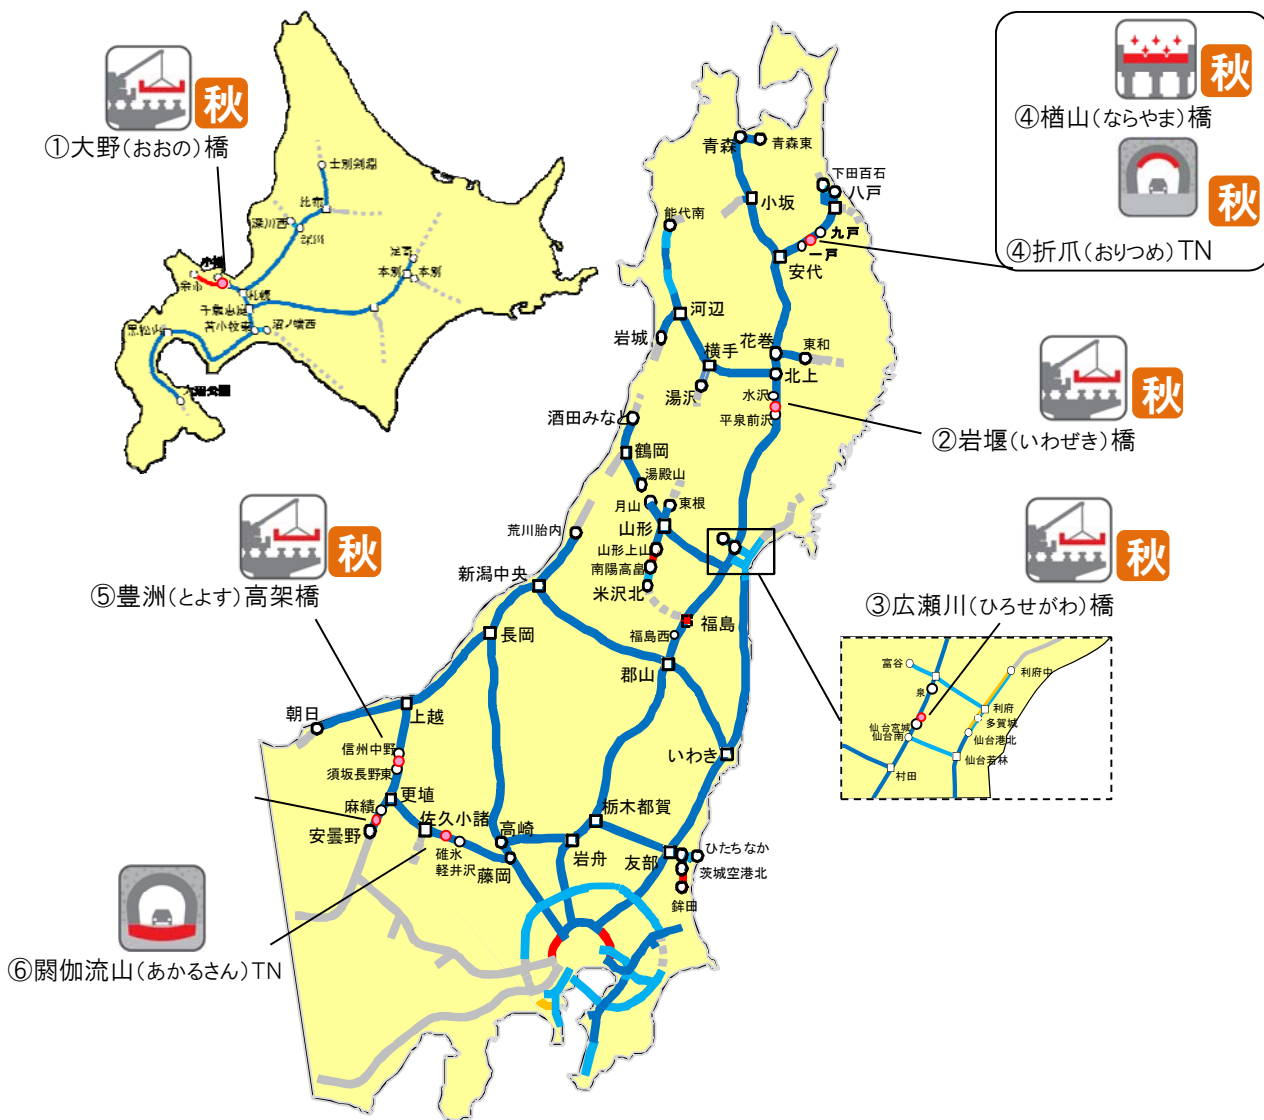 秋
①大野(おおの)橋
士別剣淵
比布
深川西
深川
足寄
本別
本別
小樽
余市
札幌
千歳恵庭
苫小牧東
沼ノ端西
黒松内
大沼公園
秋
④楢山(ならやま)橋
秋
④折爪(おりつめ)TN
青森
青森東
下田百石
八戸
小坂
能代南
九戸
一戸
安代
河辺
岩城
横手
花巻
東和
北上
湯沢
水沢
平泉前沢
秋
②岩堰(いわぜき)橋
酒田みなと
鶴岡
湯殿山
月山
東根
山形
荒川胎内
山形上山
南陽高畠
米沢北
新潟中央
福島
福島西
長岡
郡山
秋
⑤豊洲(とよす)高架橋
秋
③広瀬川(ひろせがわ)橋
富谷
利府中
泉
利府
多賀城
仙台宮城
仙台南
仙台港北
仙台若林
村田
朝日
上越
信州中野
須坂長野東
いわき
更埴
麻績
安曇野
佐久小諸
碓氷
軽井沢
高崎
藤岡
栃木都賀
岩舟
友部
ひたちなか
茨城空港北
鉾田
⑥閼伽流山(あかるさん)TN